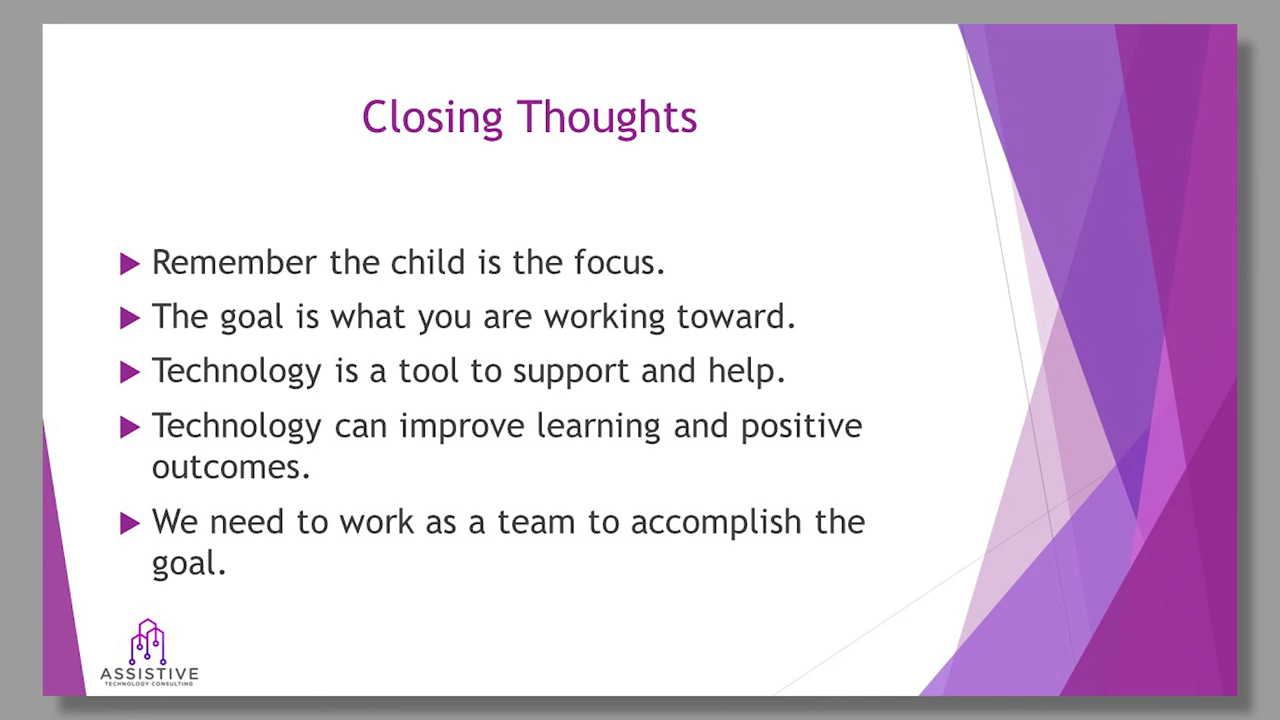 Closing Thoughts
Remember the child is the focus.
The goal is what you are working toward.
Technology is a tool to support and help.
Technology can improve learning and positive
outcomes.
We need to work as a team to accomplish the
goal.
ASSISTIVE
TECHNOLOGY CONSULTING